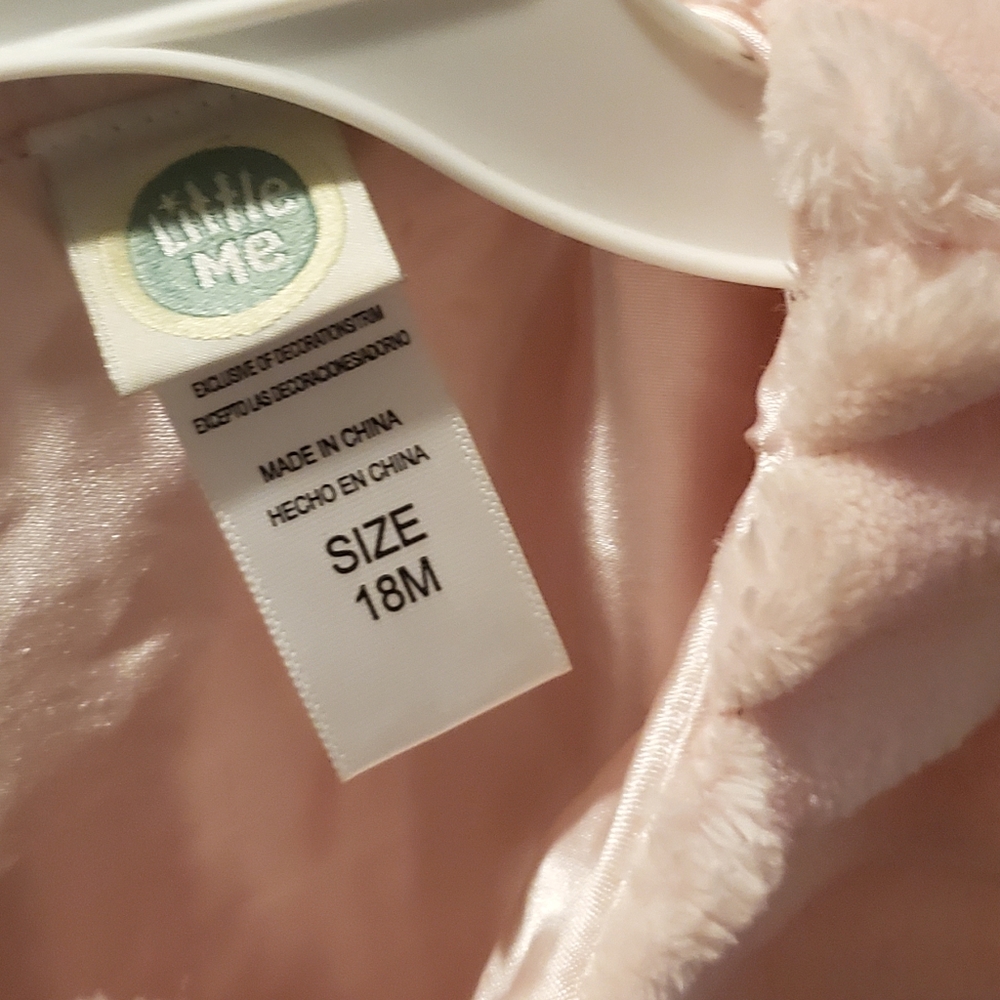 Little
Me
EXCLUSIVE OF DECORATIONS/TRIM
EXCEPTO LAS DECORACIONES/ADORNO
MADE IN CHINA
HECHO EN CHINA
SIZE
18M